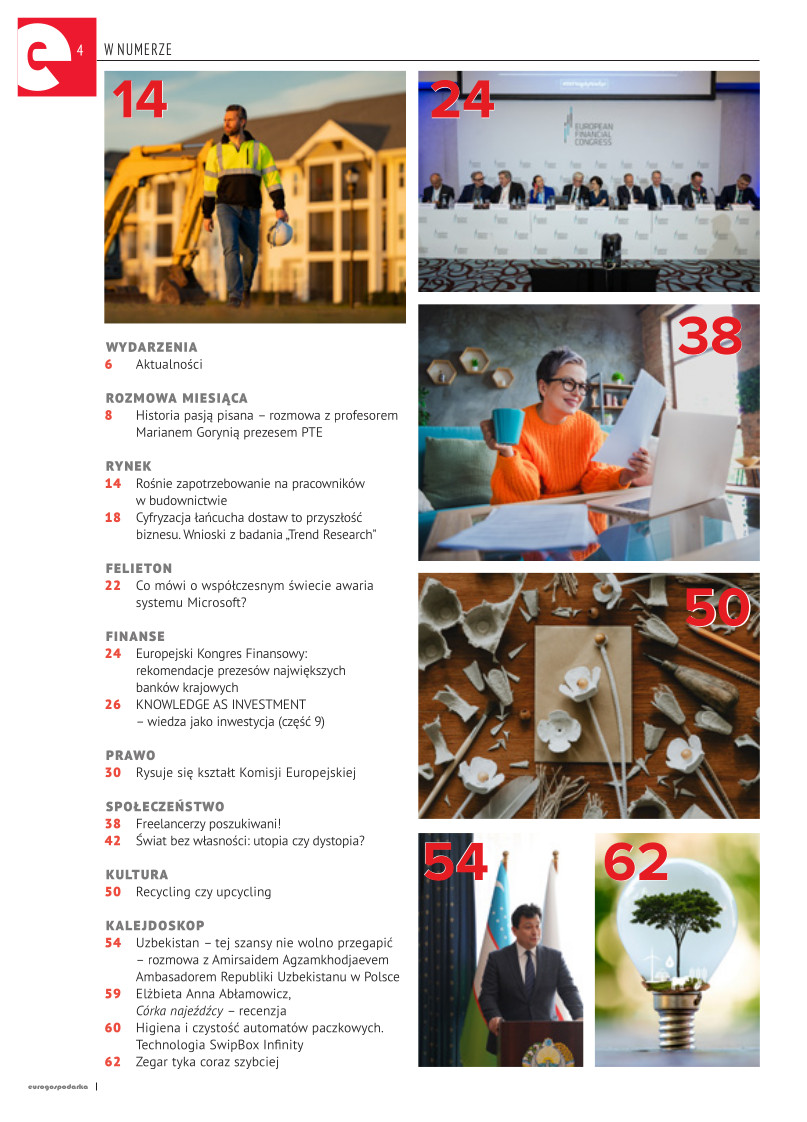 4
W NUMERZE
14
24
eurogospodarka
EUROPEAN
FINANCIAL
CONGRESS
38
50
54
62
WYDARZENIA
6 Aktualności
ROZMOWA MIESIĄCA
8 Historia pasją pisana – rozmowa z profesorem
Marianem Gorynią prezesem PTE
RYNEK
14 Rośnie zapotrzebowanie na pracowników
w budownictwie
18 Cyfryzacja łańcucha dostaw to przyszłość
biznesu. Wnioski z badania „Trend Research"
FELIETON
22 Co mówi o współczesnym świecie awaria
systemu Microsoft?
FINANSE
24 Europejski Kongres Finansowy:
rekomendacje prezesów największych
banków krajowych
26 KNOWLEDGE AS INVESTMENT
– wiedza jako inwestycja (część 9)
PRAWO
30 Rysuje się kształt Komisji Europejskiej
SPOŁECZEŃSTWO
38 Freelancerzy poszukiwani!
42 Świat bez własności: utopia czy dystopia?
KULTURA
50 Recycling czy upcycling
KALEJDOSKOP
54 Uzbekistan – tej szansy nie wolno przegapić
– rozmowa z Amirsaidem Agzamkhodjaevem
Ambasadorem Republiki Uzbekistanu w Polsce
59 Elżbieta Anna Abłamowicz,
Córka najeźdźcy – recenzja
60 Higiena i czystość automatów paczkowych.
Technologia SwipBox Infinity
62 Zegar tyka coraz szybciej
eurogospodarka